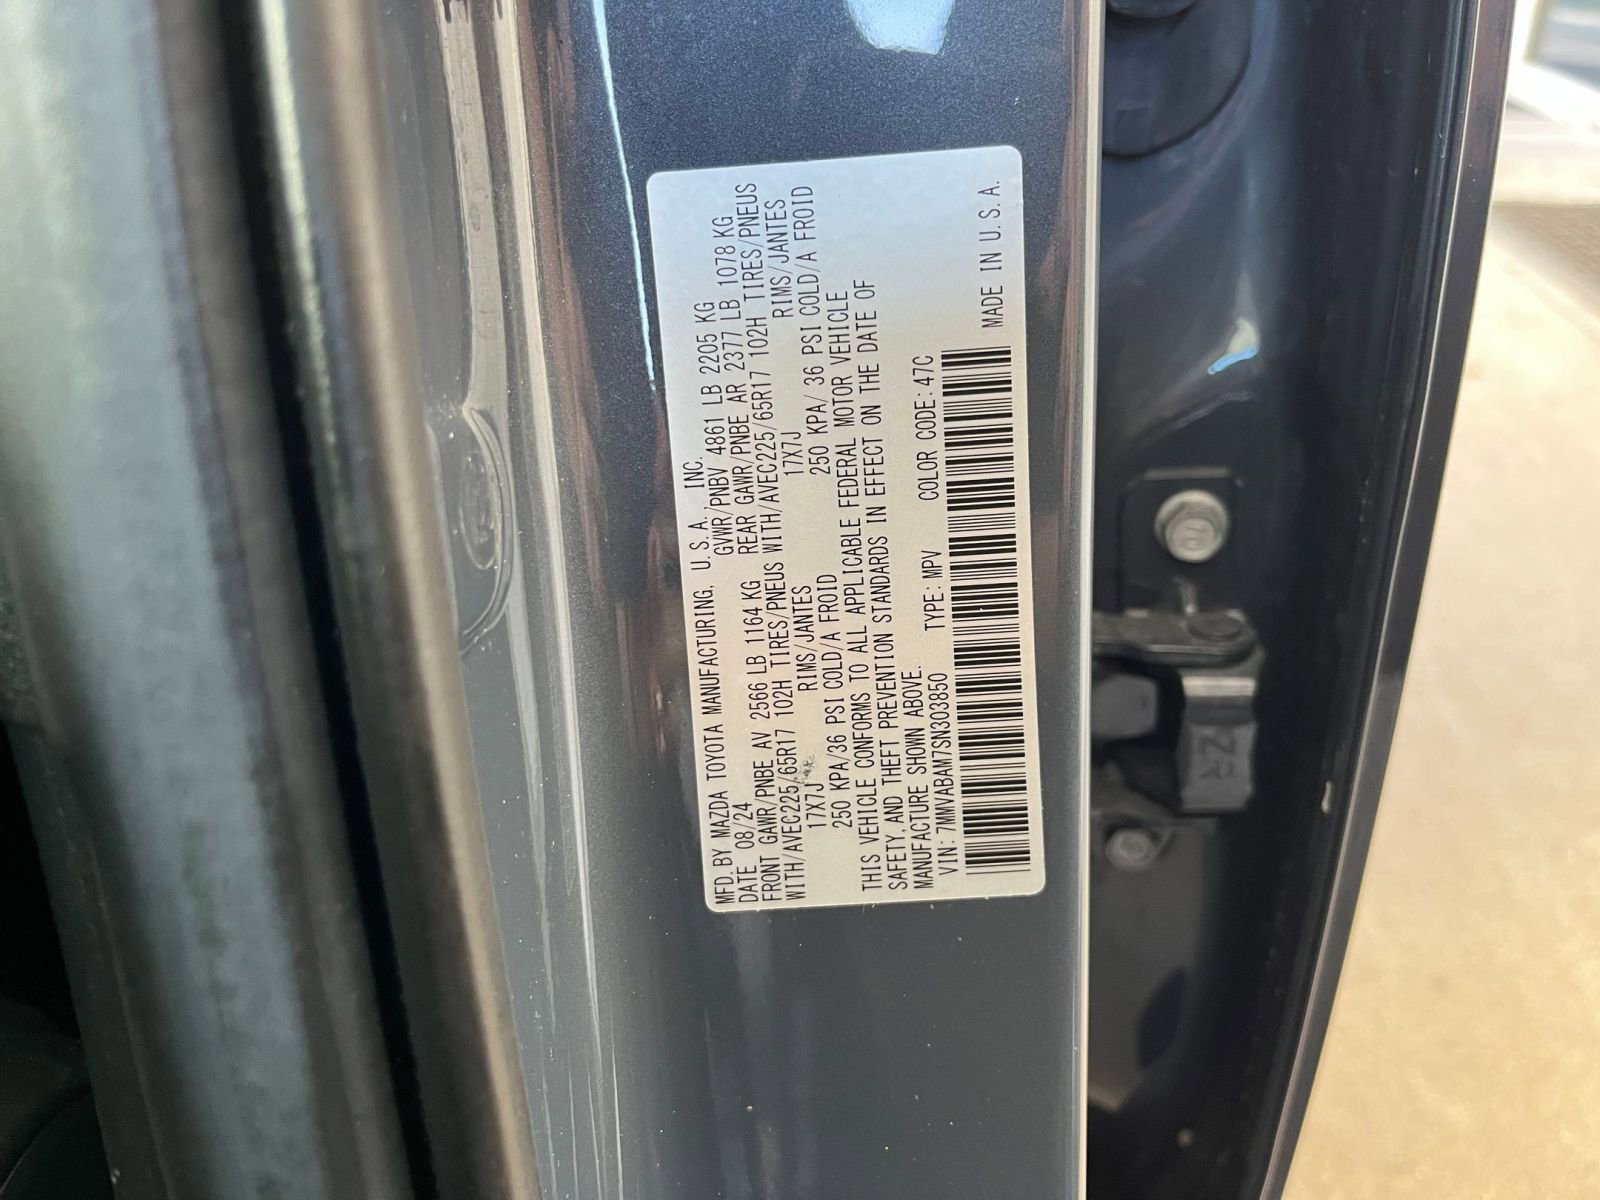 MFD. BY MAZDA TOYOTA MANUFACTURING, U. S. A., INC.
DATE 08/24 GVWR/PNBV 4861 LB 2205 KG
FRONT GAWR/PNBE AV 2566 LB 1164 KG REAR GAWR/PNBE AR 2377 LB 1078 KG
WITH/AVEC225/65R17 102H TIRES/PNEUS WITH/AVEC225/65R17 102H TIRES/PNEUS
17X7J RIMS/JANTES 17X7J RIMS/JANTES
250 KPA/36 PSI COLD/A FROID 250 KPA/ 36 PSI COLD/A FROID
THIS VEHICLE CONFORMS TO ALL APPLICABLE FEDERAL MOTOR VEHICLE
SAFETY, AND THEFT PREVENTION STANDARDS IN EFFECT ON THE DATE OF
MANUFACTURE SHOWN ABOVE.
VIN: 7MMVABAM7SN303850 TYPE: MPV COLOR CODE: 47C
MADE IN U. S. A.
ZR